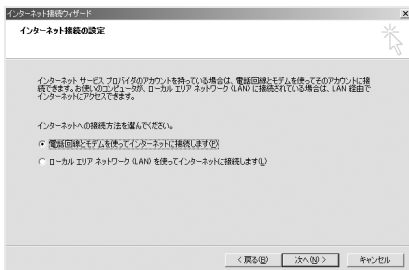 インターネット接続ウィザード
インターネット接続の設定
インターネット サービス プロバイダのアカウントを持っている場合は、電話回線とモデムを使ってそのアカウントに接
続できます。お使いのコンピュータが、ローカル エリア ネットワーク (LAN) に接続されている場合は、LAN 経由で
インターネットにアクセスできます。
インターネットへの接続方法を選んでください。
電話回線とモデムを使ってインターネットに接続します(P)
ローカル エリア ネットワーク (LAN) を使ってインターネットに接続します(L)
< 戻る(B)
次へ(N) >
キャンセル